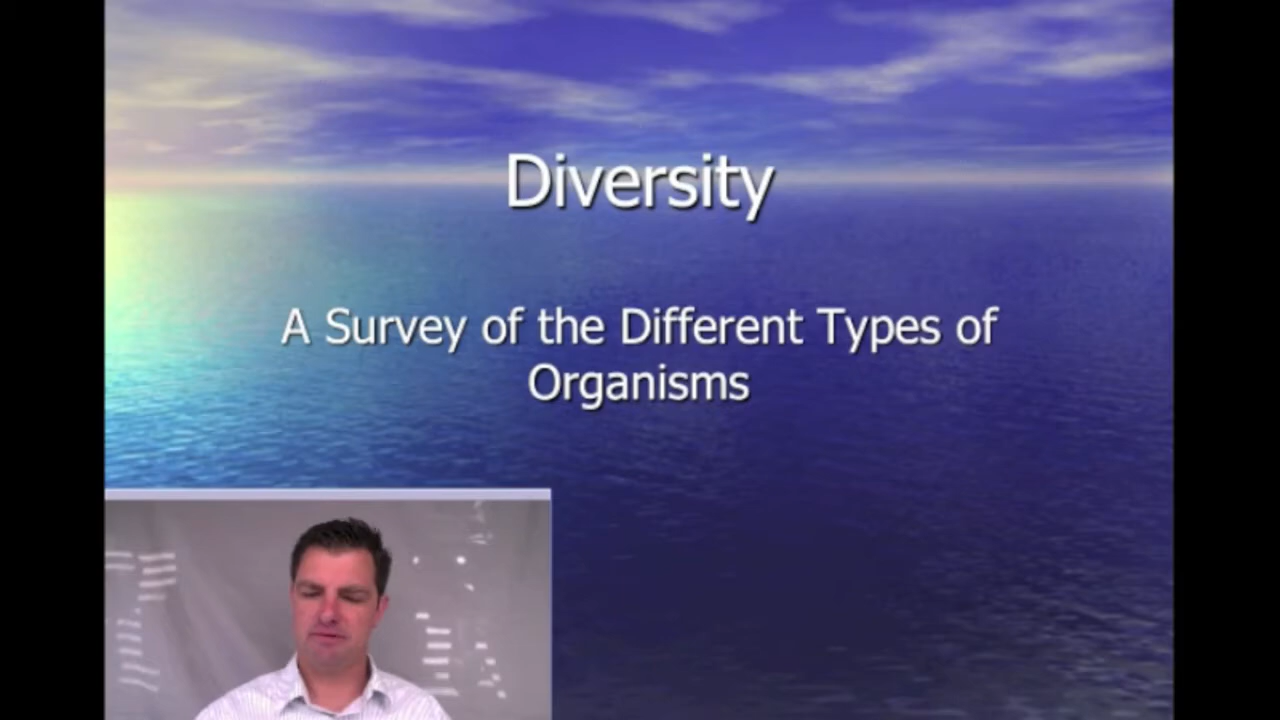 Diversity
A Survey of the Different Types of
Organisms